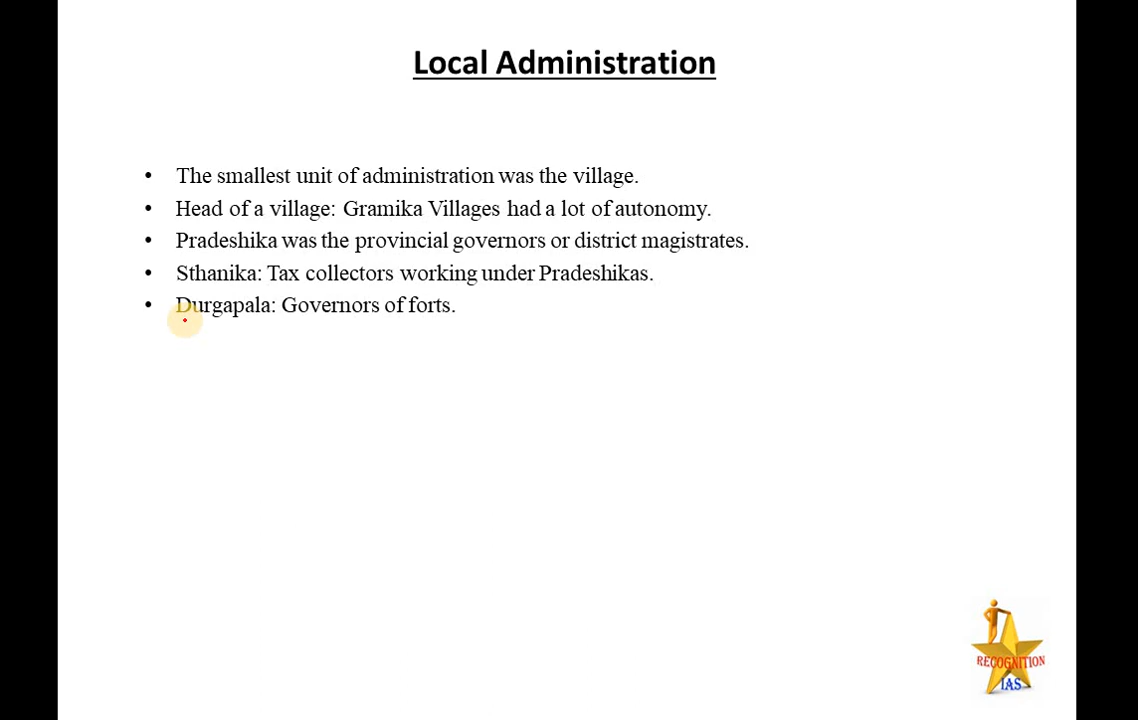 Local Administration
• The smallest unit of administration was the village.
• Head of a village: Gramika Villages had a lot of autonomy.
• Pradeshika was the provincial governors or district magistrates.
• Sthanika: Tax collectors working under Pradeshikas.
• Durgapala: Governors of forts.
RECOGNITION
IAS